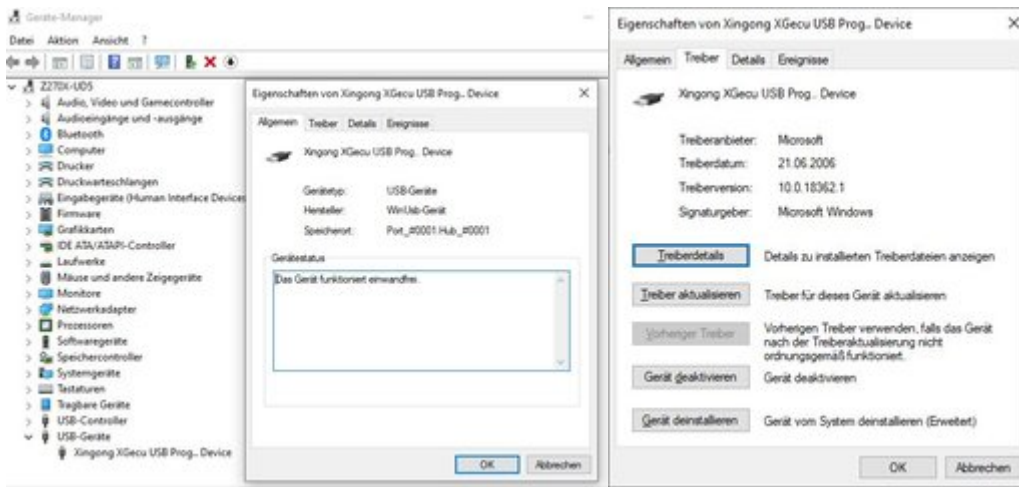 Geräte-Manager
Datei Aktion Ansicht ?
Z270X-UD5
Audio, Video und Gamecontroller
Audioeingänge und -ausgänge
Bluetooth
Computer
Drucker
Druckwarteschlangen
Eingabegeräte (Human Interface Devices
Firmware
Grafikkarten
IDE ATA/ATAPI-Controller
Laufwerke
Mäuse und andere Zeigegeräte
Monitore
Netzwerkadapter
Prozessoren
Softwaregeräte
Speichercontroller
Systemgeräte
Tastaturen
Tragbare Geräte
USB-Controller
USB-Geräte
Xingong XGecu USB Prog.. Device
Eigenschaften von Xingong XGecu USB Prog.. Device
Allgemein Treiber Details Ereignisse
Xingong XGecu USB Prog.. Device
Gerätetyp: USB-Geräte
Hersteller: WinUsb-Gerät
Speicherort: Port_#0001.Hub_#0001
Gerätestatus
Das Gerät funktioniert einwandfrei.
OK Abbrechen
Eigenschaften von Xingong XGecu USB Prog.. Device
Allgemein Treiber Details Ereignisse
Xingong XGecu USB Prog.. Device
Treiberanbieter: Microsoft
Treiberdatum: 21.06.2006
Treiberversion: 10.0.18362.1
Signaturgeber: Microsoft Windows
Treiberdetails Details zu installierten Treiberdateien anzeigen
Treiber aktualisieren Treiber für dieses Gerät aktualisieren
Vorheriger Treiber Vorherigen Treiber verwenden, falls das Gerät
nach der Treiberaktualisierung nicht
ordnungsgemäß funktioniert.
Gerät deaktivieren Gerät deaktivieren
Gerät deinstallieren Gerät vom System deinstallieren (Erweitert)
OK Abbrechen